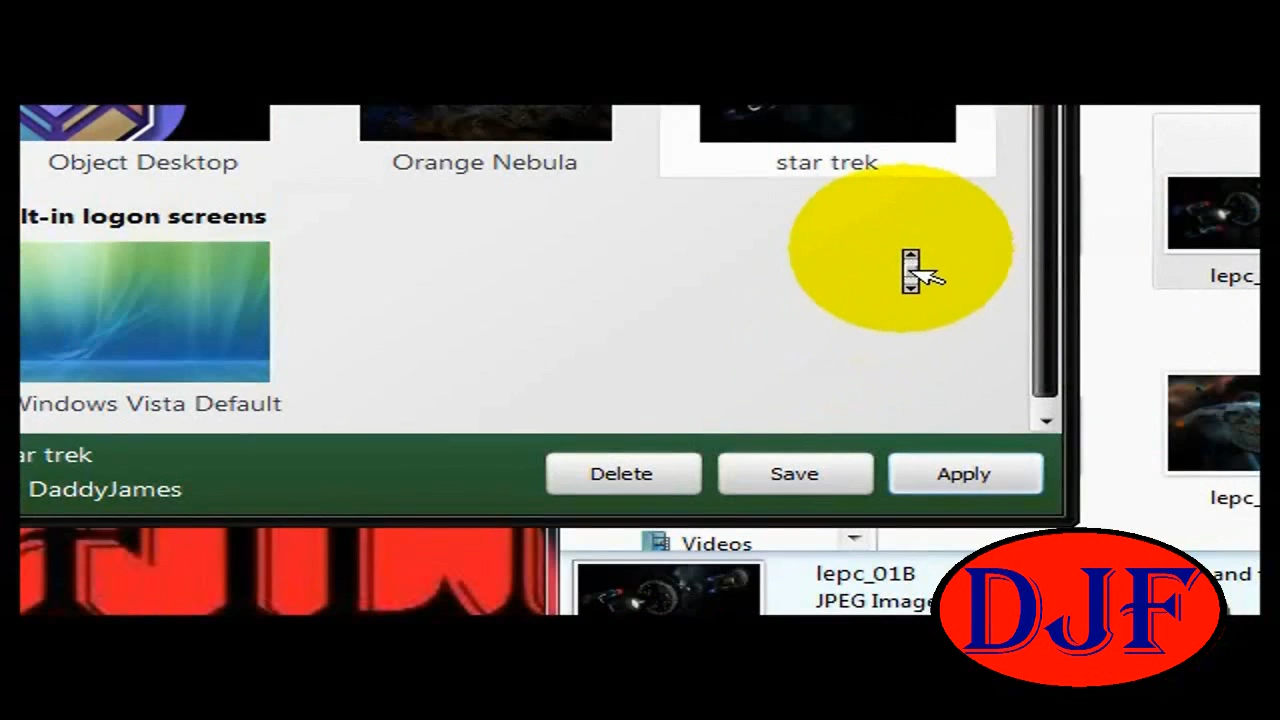 Object Desktop
Orange Nebula
star trek
lt-in logon screens
Windows Vista Default
ar trek
DaddyJames
Delete
Save
Apply
Videos
lepc_
lepc_
lepc_01B
JPEG Image
and
DJF